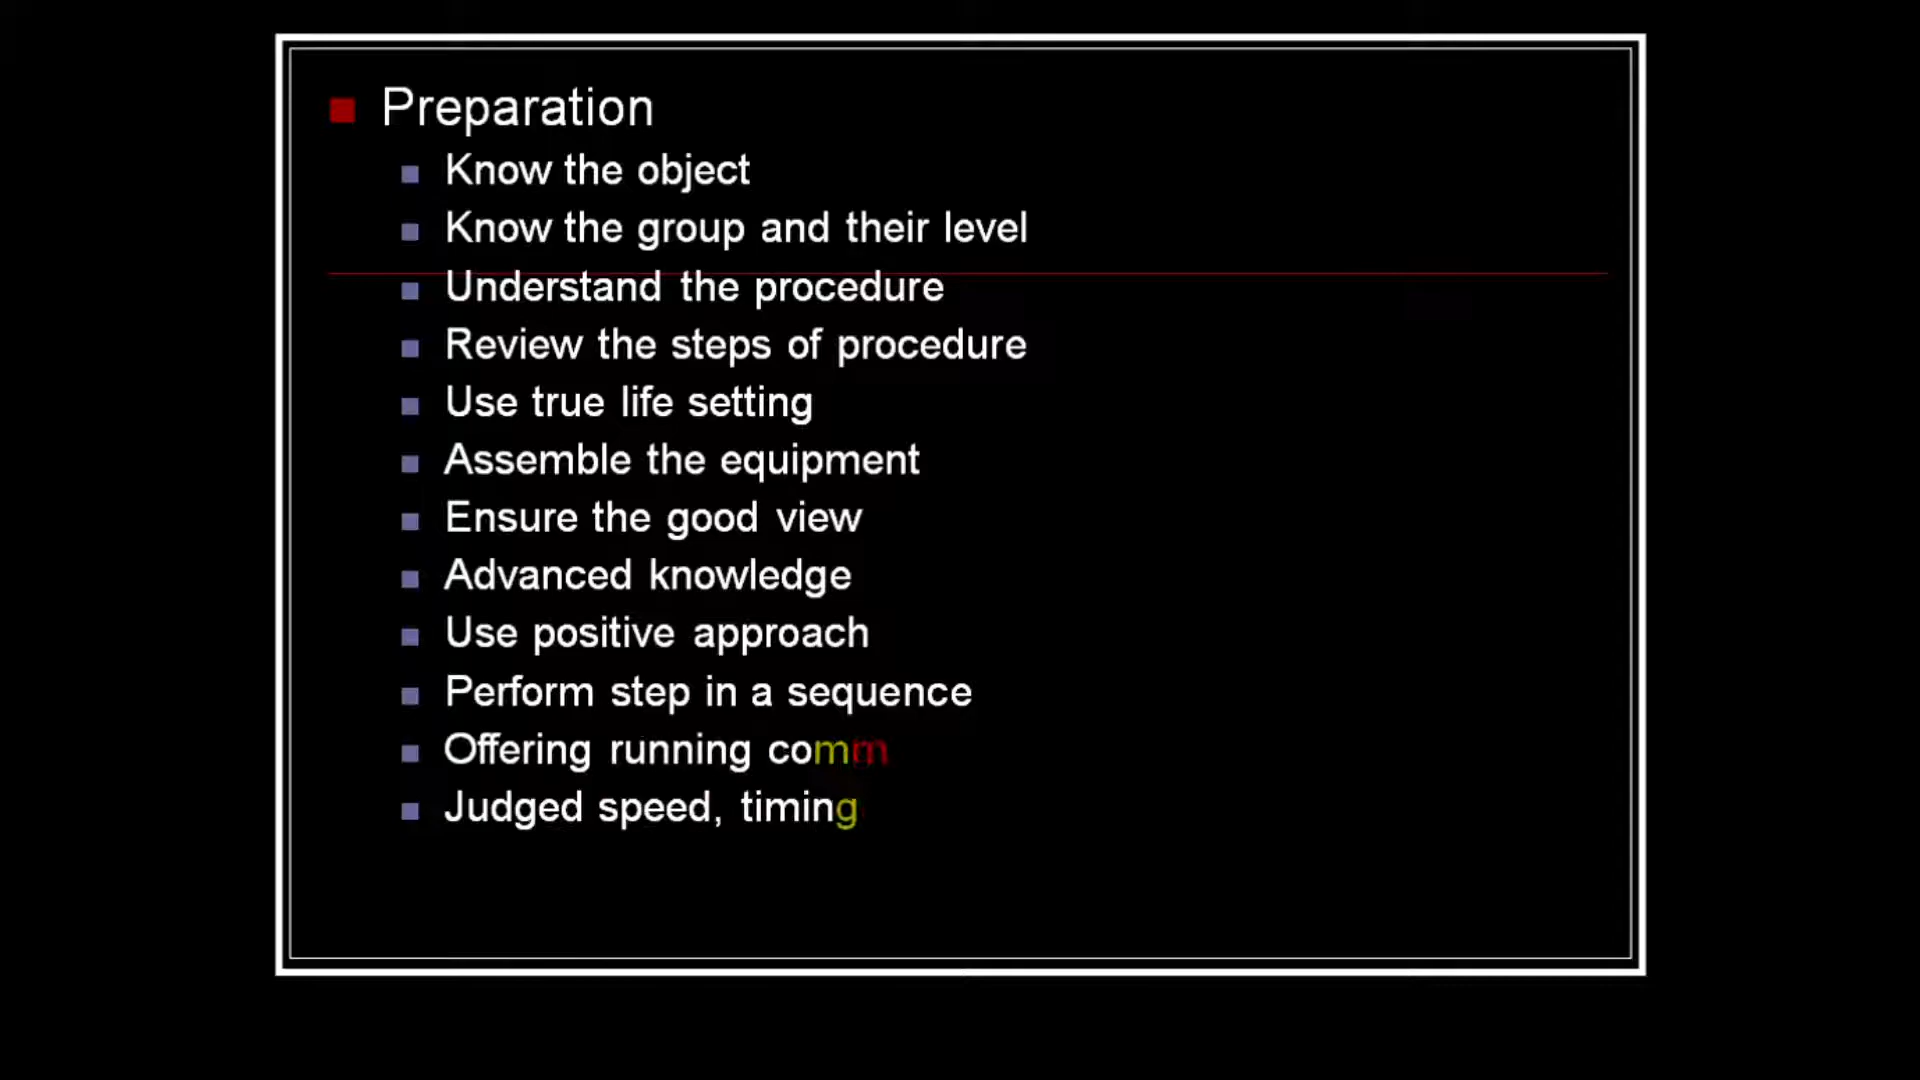 Preparation
Know the object
Know the group and their level
Understand the procedure
Review the steps of procedure
Use true life setting
Assemble the equipment
Ensure the good view
Advanced knowledge
Use positive approach
Perform step in a sequence
Offering running comm
Judged speed, timing